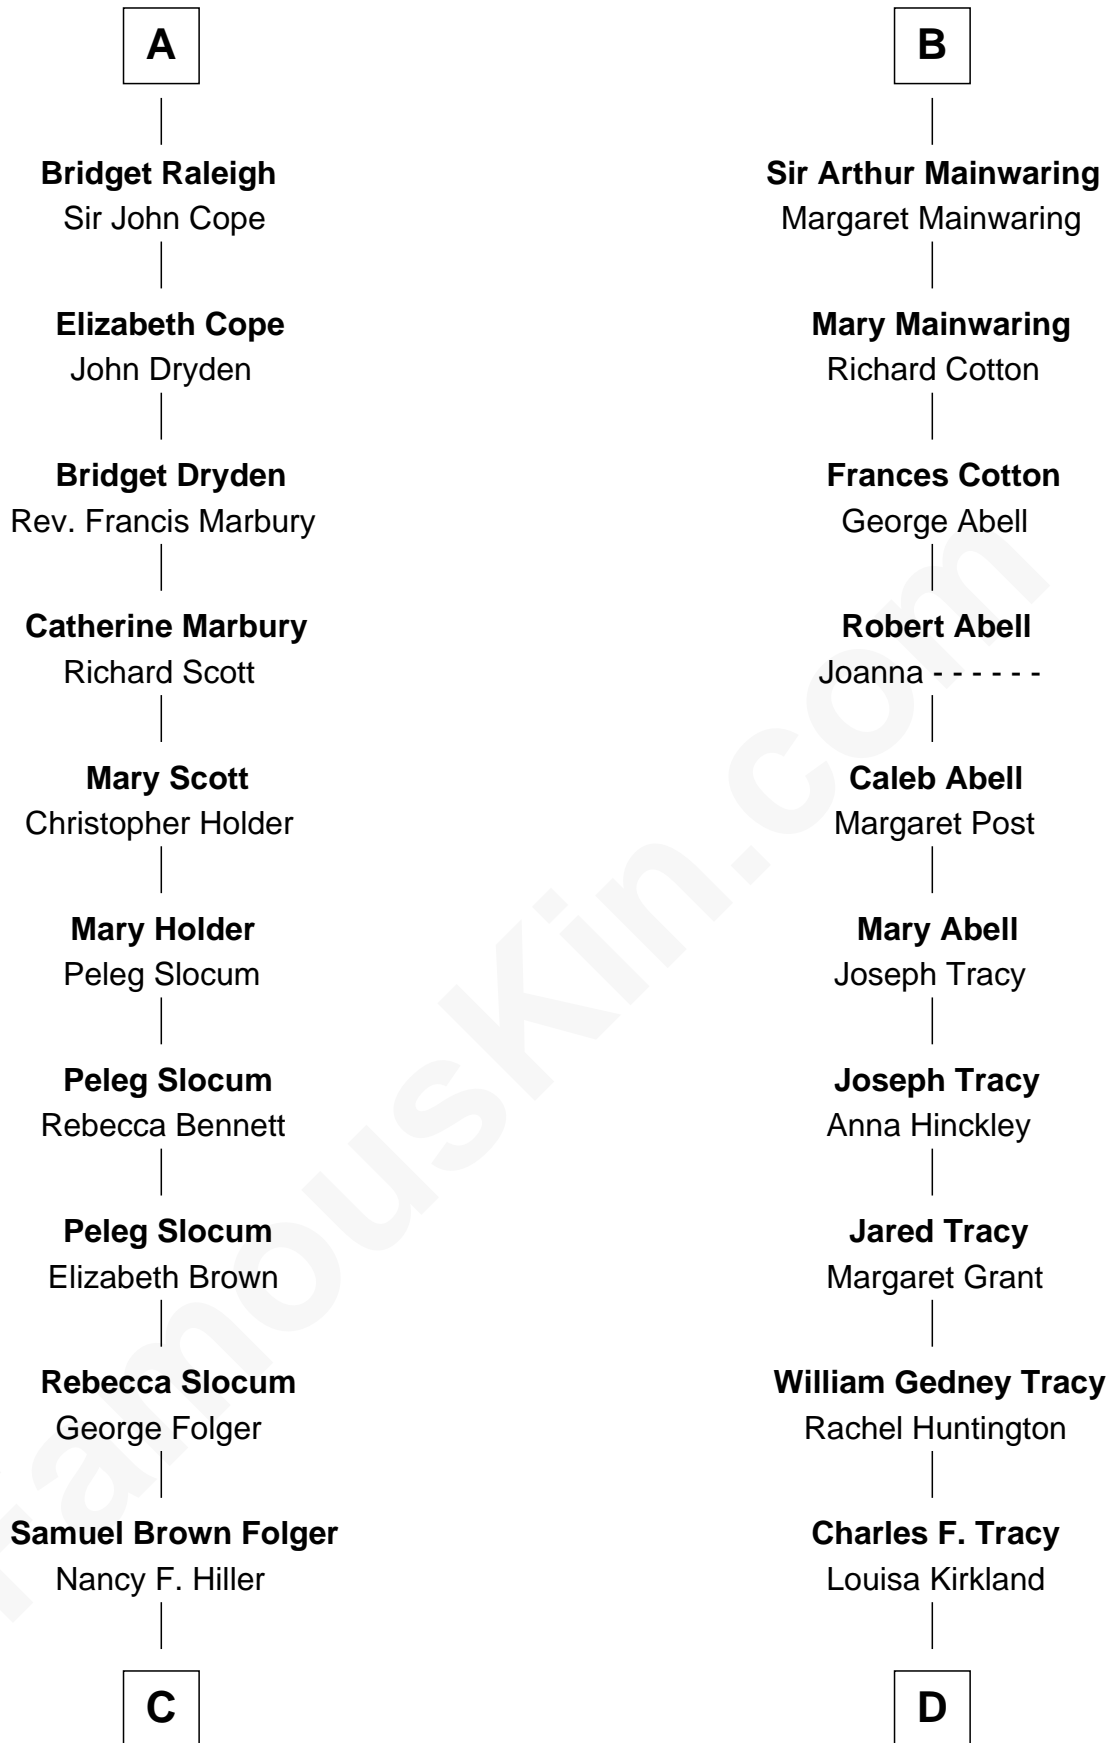 A
Bridget Raleigh
Sir John Cope
Elizabeth Cope
John Dryden
Bridget Dryden
Rev. Francis Marbury
Catherine Marbury
Richard Scott
Mary Scott
Christopher Holder
Mary Holder
Peleg Slocum
Peleg Slocum
Rebecca Bennett
Peleg Slocum
Elizabeth Brown
Rebecca Slocum
George Folger
Samuel Brown Folger
Nancy F. Hiller
C
B
Sir Arthur Mainwaring
Margaret Mainwaring
Mary Mainwaring
Richard Cotton
Frances Cotton
George Abell
Robert Abell
Joanna - - - - - -
Caleb Abell
Margaret Post
Mary Abell
Joseph Tracy
Joseph Tracy
Anna Hinckley
Jared Tracy
Margaret Grant
William Gedney Tracy
Rachel Huntington
Charles F. Tracy
Louisa Kirkland
D
FamousKin.com